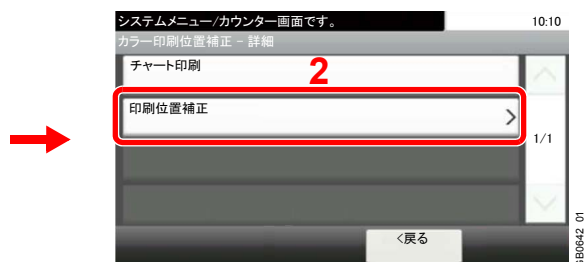 システムメニュー/カウンター画面です。 10:10
カラー印刷位置補正 - 詳細
チャート印刷
2
印刷位置補正
1/1
<戻る
GB0642_01